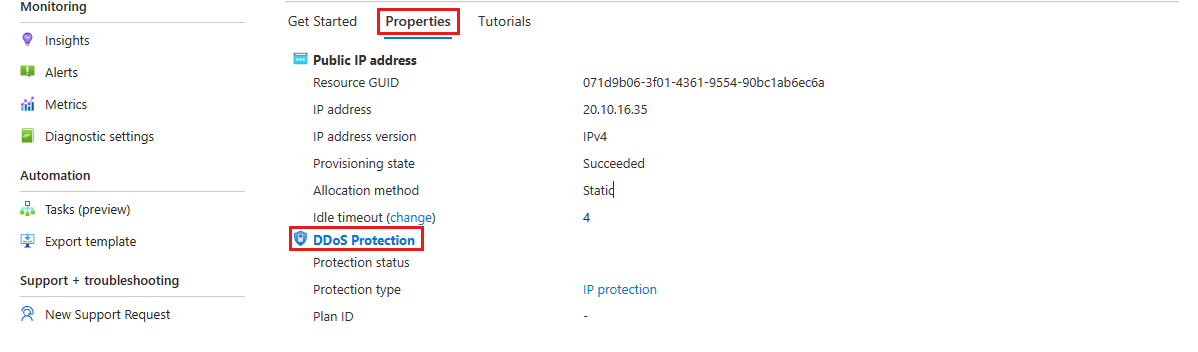 Monitoring
Insights
Alerts
Metrics
Diagnostic settings
Automation
Tasks (preview)
Export template
Support + troubleshooting
New Support Request
Get Started Properties Tutorials
Public IP address
Resource GUID 071d9b06-3f01-4361-9554-90bc1ab6ec6a
IP address 20.10.16.35
IP address version IPv4
Provisioning state Succeeded
Allocation method Static
Idle timeout (change) 4
DDoS Protection
Protection status
Protection type IP protection
Plan ID -